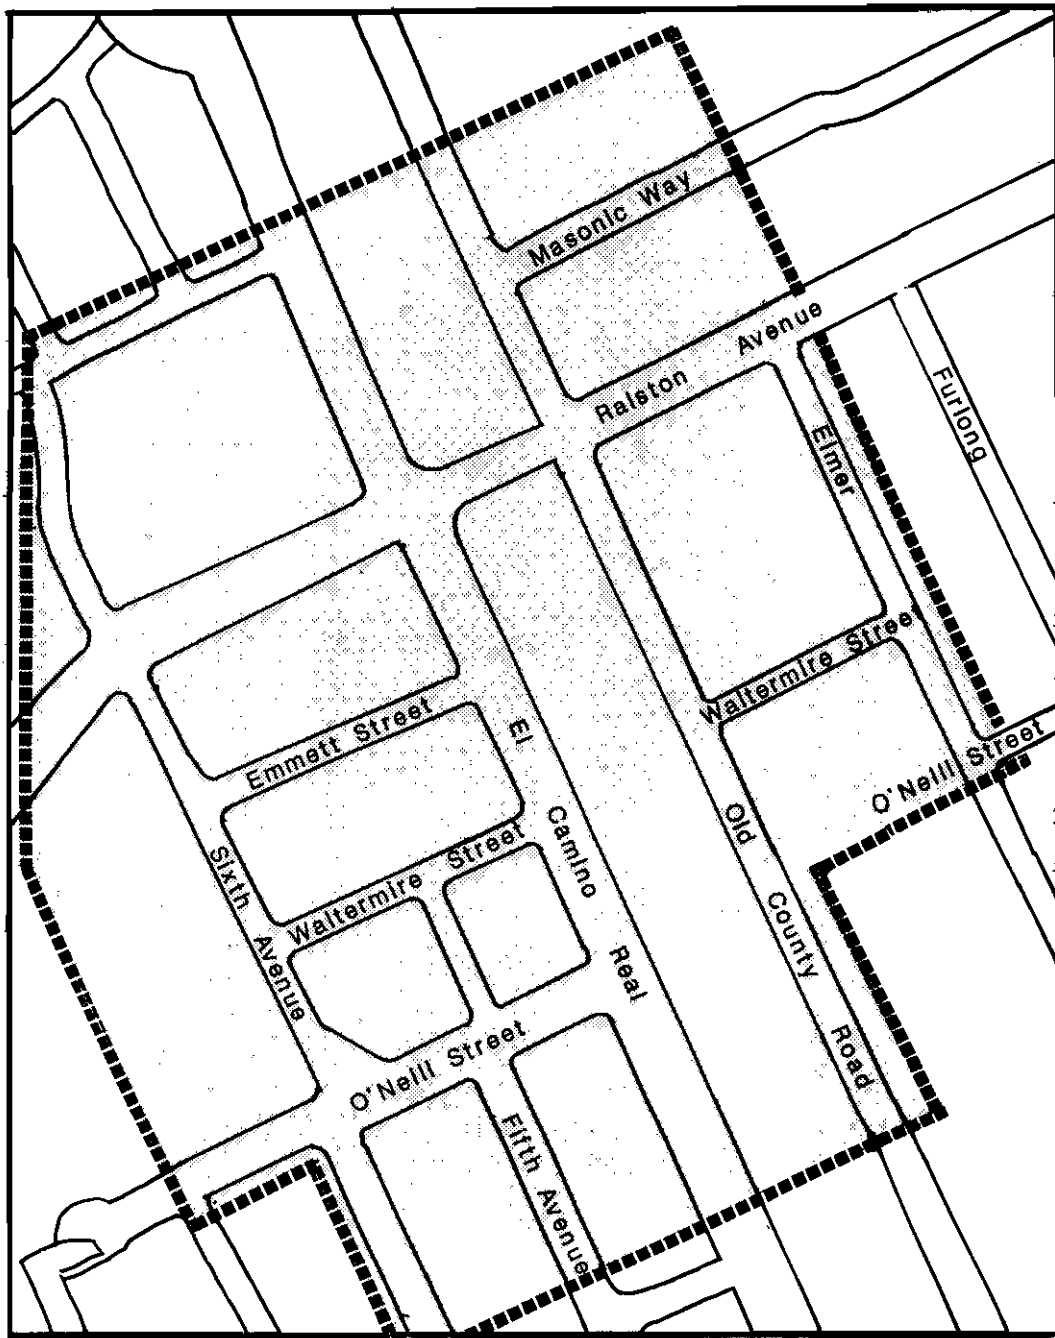 Masonic Way
Ralston Avenue
Furlong
Elmer
Waltermire Street
Emmett Street
El Camino Real
O'Neill Street
Old County Road
Waltermire Street
Sixth Avenue
O'Neill Street
Fifth Avenue